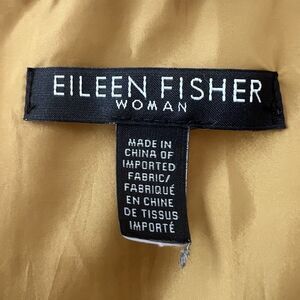 EILEEN FISHER
WOMAN
MADE IN
CHINA OF
IMPORTED
FABRIC/
FABRIQUÉ
EN CHINE
DE TISSUS
IMPORTÉ